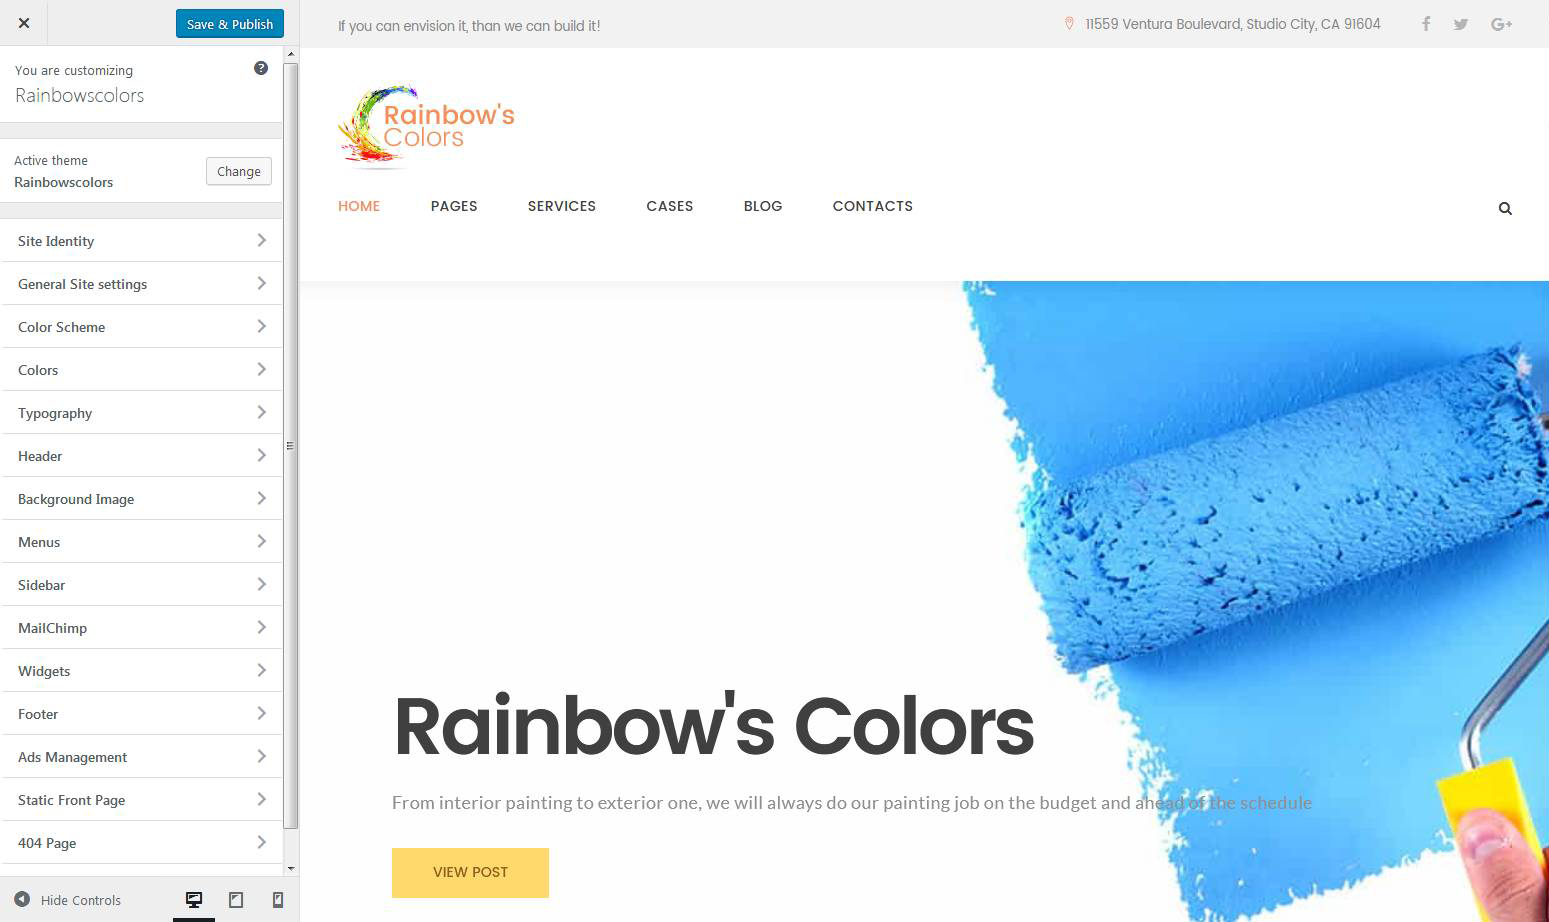 Save & Publish
You are customizing
Rainbowscolors
Active theme
Rainbowscolors
Change
Site Identity
General Site settings
Color Scheme
Colors
Typography
Header
Background Image
Menus
Sidebar
MailChimp
Widgets
Footer
Ads Management
Static Front Page
404 Page
Hide Controls
If you can envision it, than we can build it!
11559 Ventura Boulevard, Studio City, CA 91604
Rainbow's
Colors
HOME PAGES SERVICES CASES BLOG CONTACTS
Rainbow's Colors
From interior painting to exterior one, we will always do our painting job on the budget and ahead of the schedule
VIEW POST